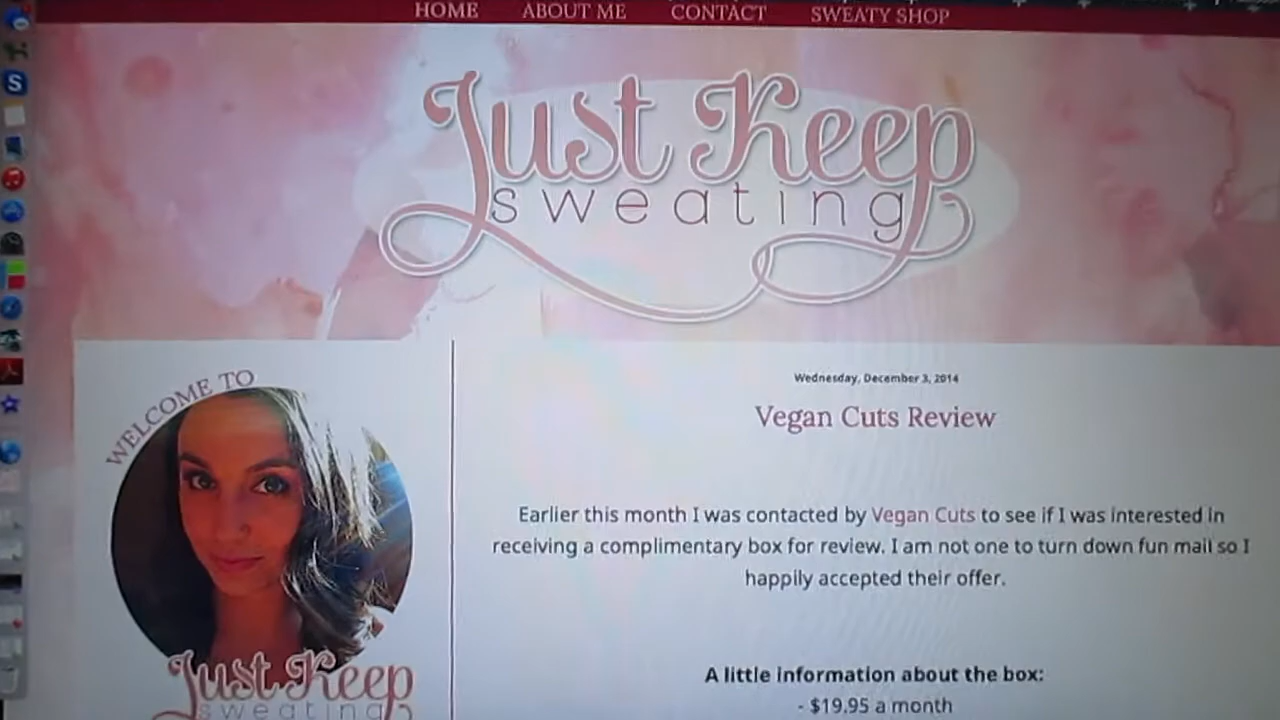 HOME ABOUT ME CONTACT SWEATY SHOP
Just Keep
sweating
WELCOME TO
Just Keep
sweating
Wednesday, December 3, 2014
Vegan Cuts Review
Earlier this month I was contacted by Vegan Cuts to see if I was interested in
receiving a complimentary box for review. I am not one to turn down fun mail so I
happily accepted their offer.
A little information about the box:
- $19.95 a month